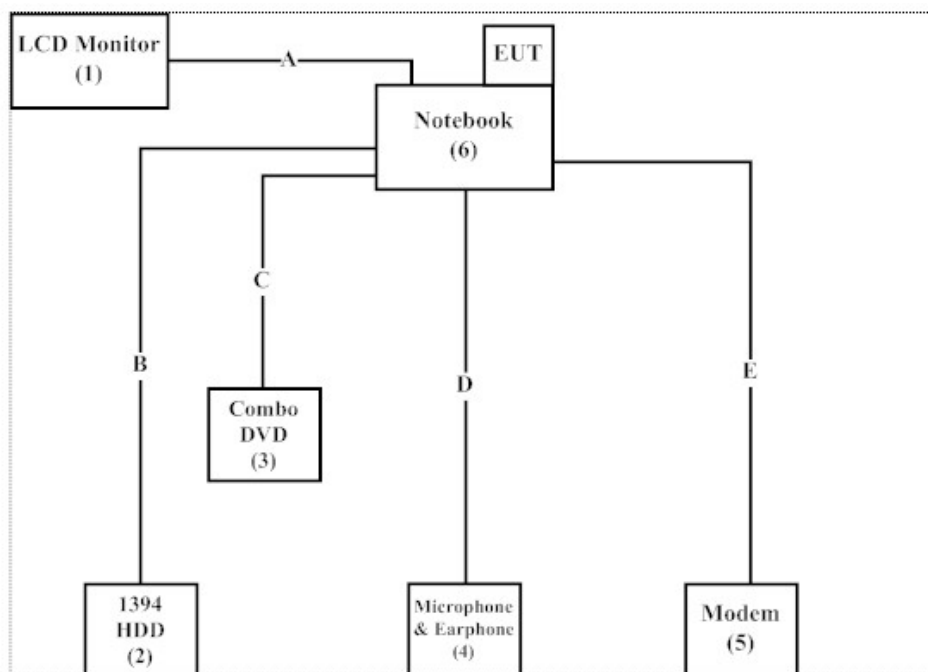 LCD Monitor
(1)
A
EUT
Notebook
(6)
C
B
D
E
Combo
DVD
(3)
1394
HDD
(2)
Microphone
& Earphone
(4)
Modem
(5)